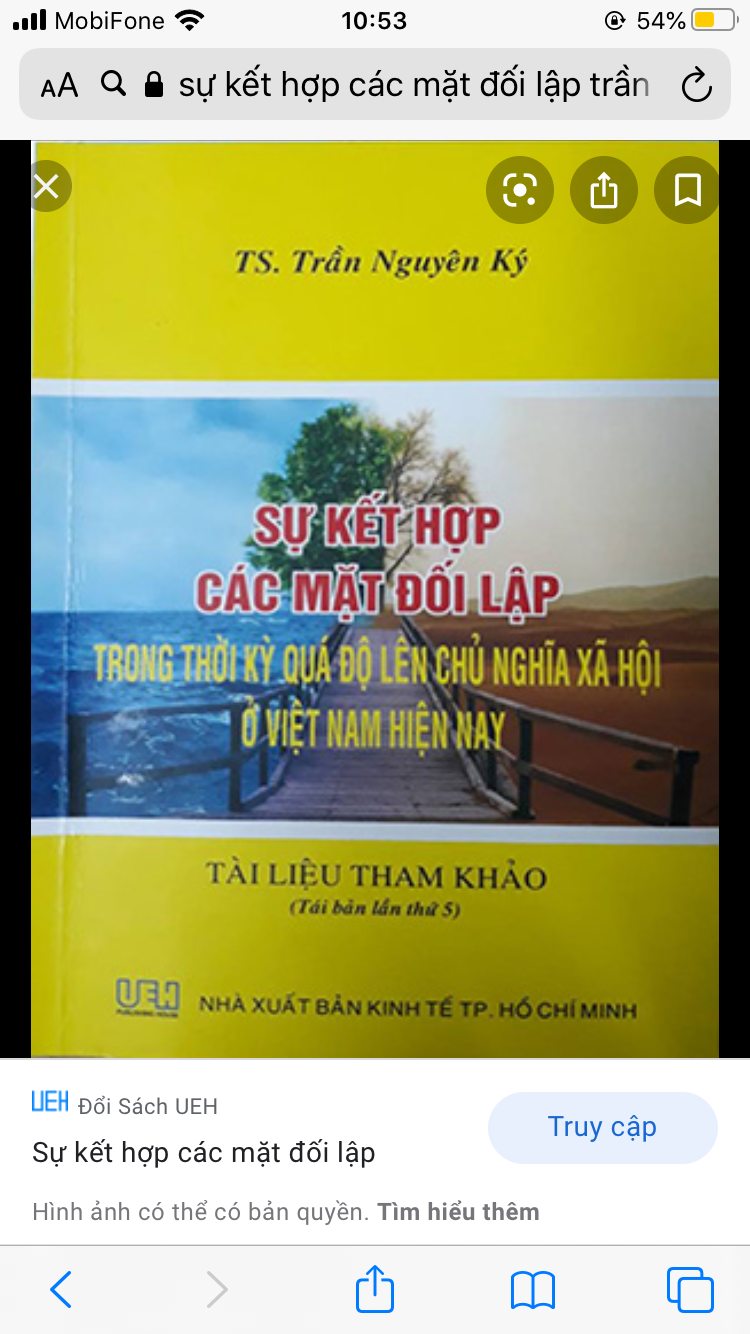 MobiFone 10:53 54%
AA sự kết hợp các mặt đối lập trần
TS. Trần Nguyên Ký
SỰ KẾT HỢP
CÁC MẶT ĐỐI LẬP
TRONG THỜI KỲ QUÁ ĐỘ LÊN CHỦ NGHĨA XÃ HỘI
Ở VIỆT NAM HIỆN NAY
TÀI LIỆU THAM KHẢO
(Tái bản lần thứ 5)
UEH
PUBLISHING HOUSE
NHÀ XUẤT BẢN KINH TẾ TP. HỒ CHÍ MINH
UEH Đổi Sách UEH
Sự kết hợp các mặt đối lập
Truy cập
Hình ảnh có thể có bản quyền. Tìm hiểu thêm